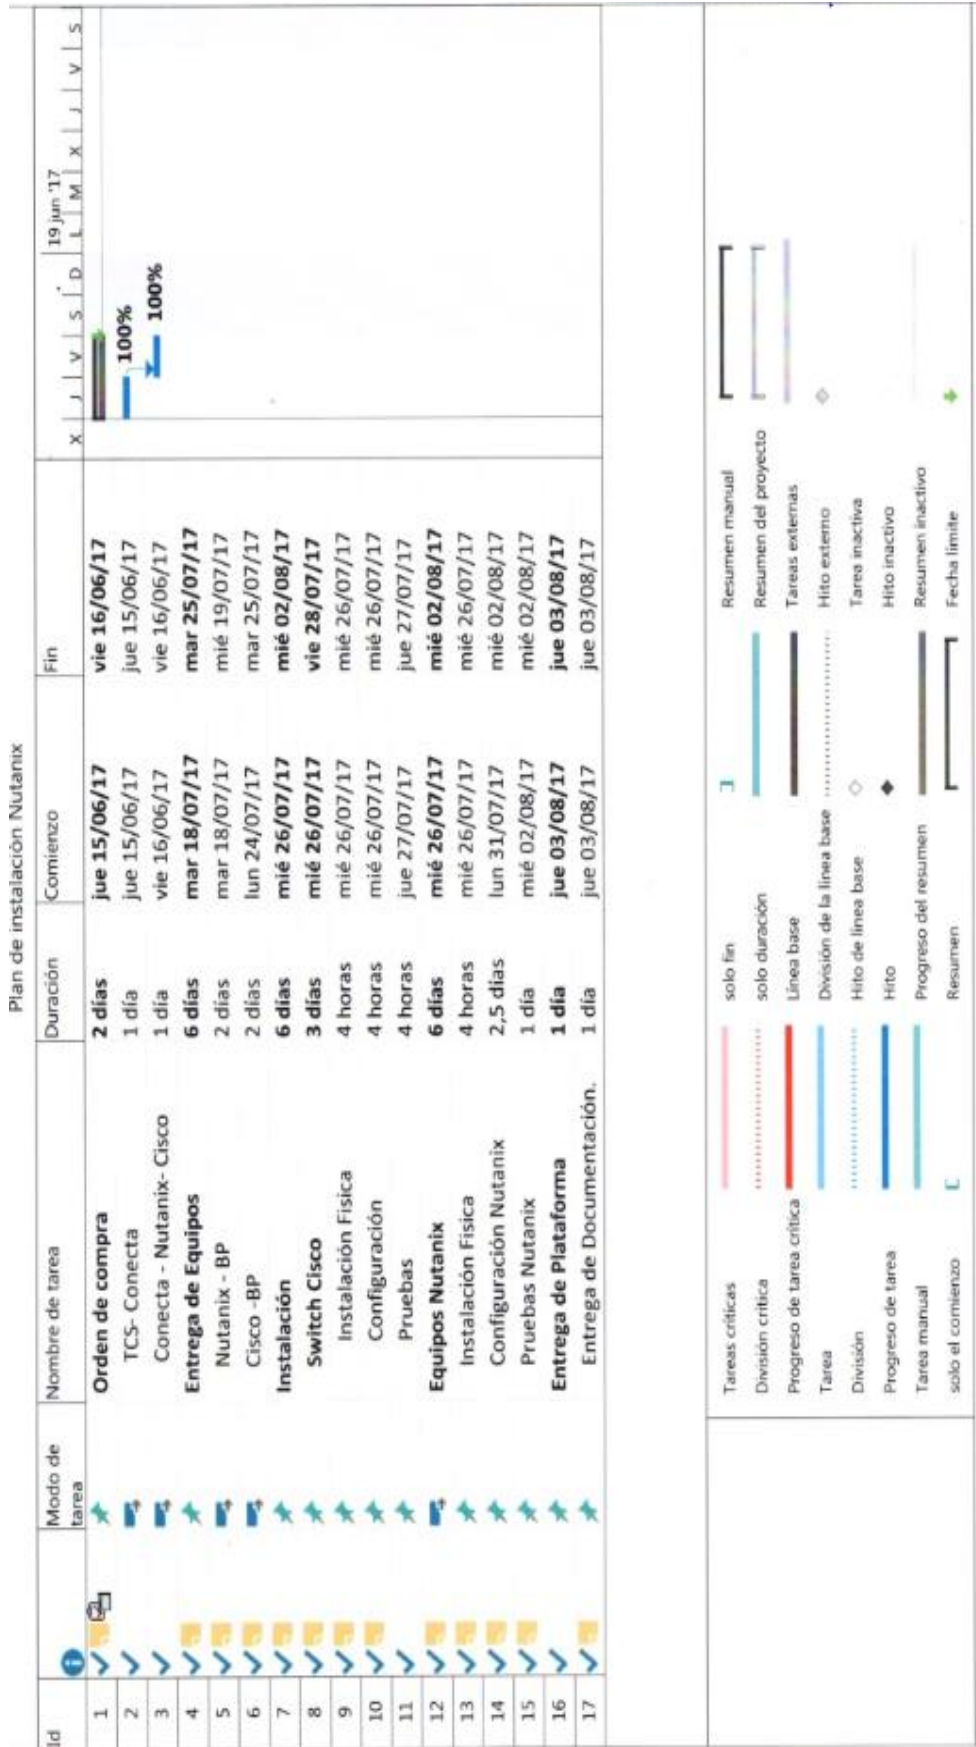 Plan de instalación Nutanix
Id Modo de tarea Nombre de tarea Duración Comienzo Fin
19 jun '17
X J V S D L M X J V S
1 Orden de compra 2 días jue 15/06/17 vie 16/06/17
2 TCS- Conecta 1 día jue 15/06/17 jue 15/06/17 100%
3 Conecta - Nutanix- Cisco 1 día vie 16/06/17 vie 16/06/17 100%
4 Entrega de Equipos 6 días mar 18/07/17 mar 25/07/17
5 Nutanix - BP 2 días mar 18/07/17 mié 19/07/17
6 Cisco -BP 2 días lun 24/07/17 mar 25/07/17
7 Instalación 6 días mié 26/07/17 mié 02/08/17
8 Switch Cisco 3 días mié 26/07/17 vie 28/07/17
9 Instalación Fisica 4 horas mié 26/07/17 mié 26/07/17
10 Configuración 4 horas mié 26/07/17 mié 26/07/17
11 Pruebas 4 horas jue 27/07/17 jue 27/07/17
12 Equipos Nutanix 6 días mié 26/07/17 mié 02/08/17
13 Instalación Fisica 4 horas mié 26/07/17 mié 26/07/17
14 Configuración Nutanix 2,5 días lun 31/07/17 mié 02/08/17
15 Pruebas Nutanix 1 día mié 02/08/17 mié 02/08/17
16 Entrega de Plataforma 1 día jue 03/08/17 jue 03/08/17
17 Entrega de Documentación. 1 día jue 03/08/17 jue 03/08/17
Tareas críticas solo fin Resumen manual
División crítica solo duración Resumen del proyecto
Progreso de tarea crítica Línea base Tareas externas
Tarea División de la línea base Hito externo
División Hito de línea base Tarea inactiva
Progreso de tarea Hito Hito inactivo
Tarea manual Progreso del resumen Resumen inactivo
solo el comienzo Resumen Fecha límite